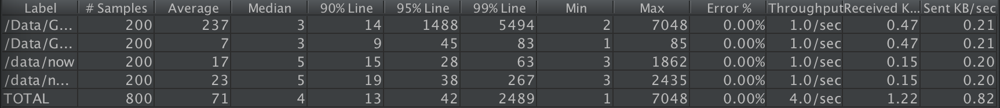 Label # Samples Average Median 90% Line 95% Line 99% Line Min Max Error % Throughput Received K... Sent KB/sec
/Data/G... 200 237 3 14 1488 5494 2 7048 0.00% 1.0/sec 0.47 0.21
/Data/G... 200 7 3 9 45 83 1 85 0.00% 1.0/sec 0.47 0.21
/data/now 200 17 5 15 28 63 3 1862 0.00% 1.0/sec 0.15 0.20
/data/n... 200 23 5 19 38 267 3 2435 0.00% 1.0/sec 0.15 0.20
TOTAL 800 71 4 13 42 2489 1 7048 0.00% 4.0/sec 1.22 0.82